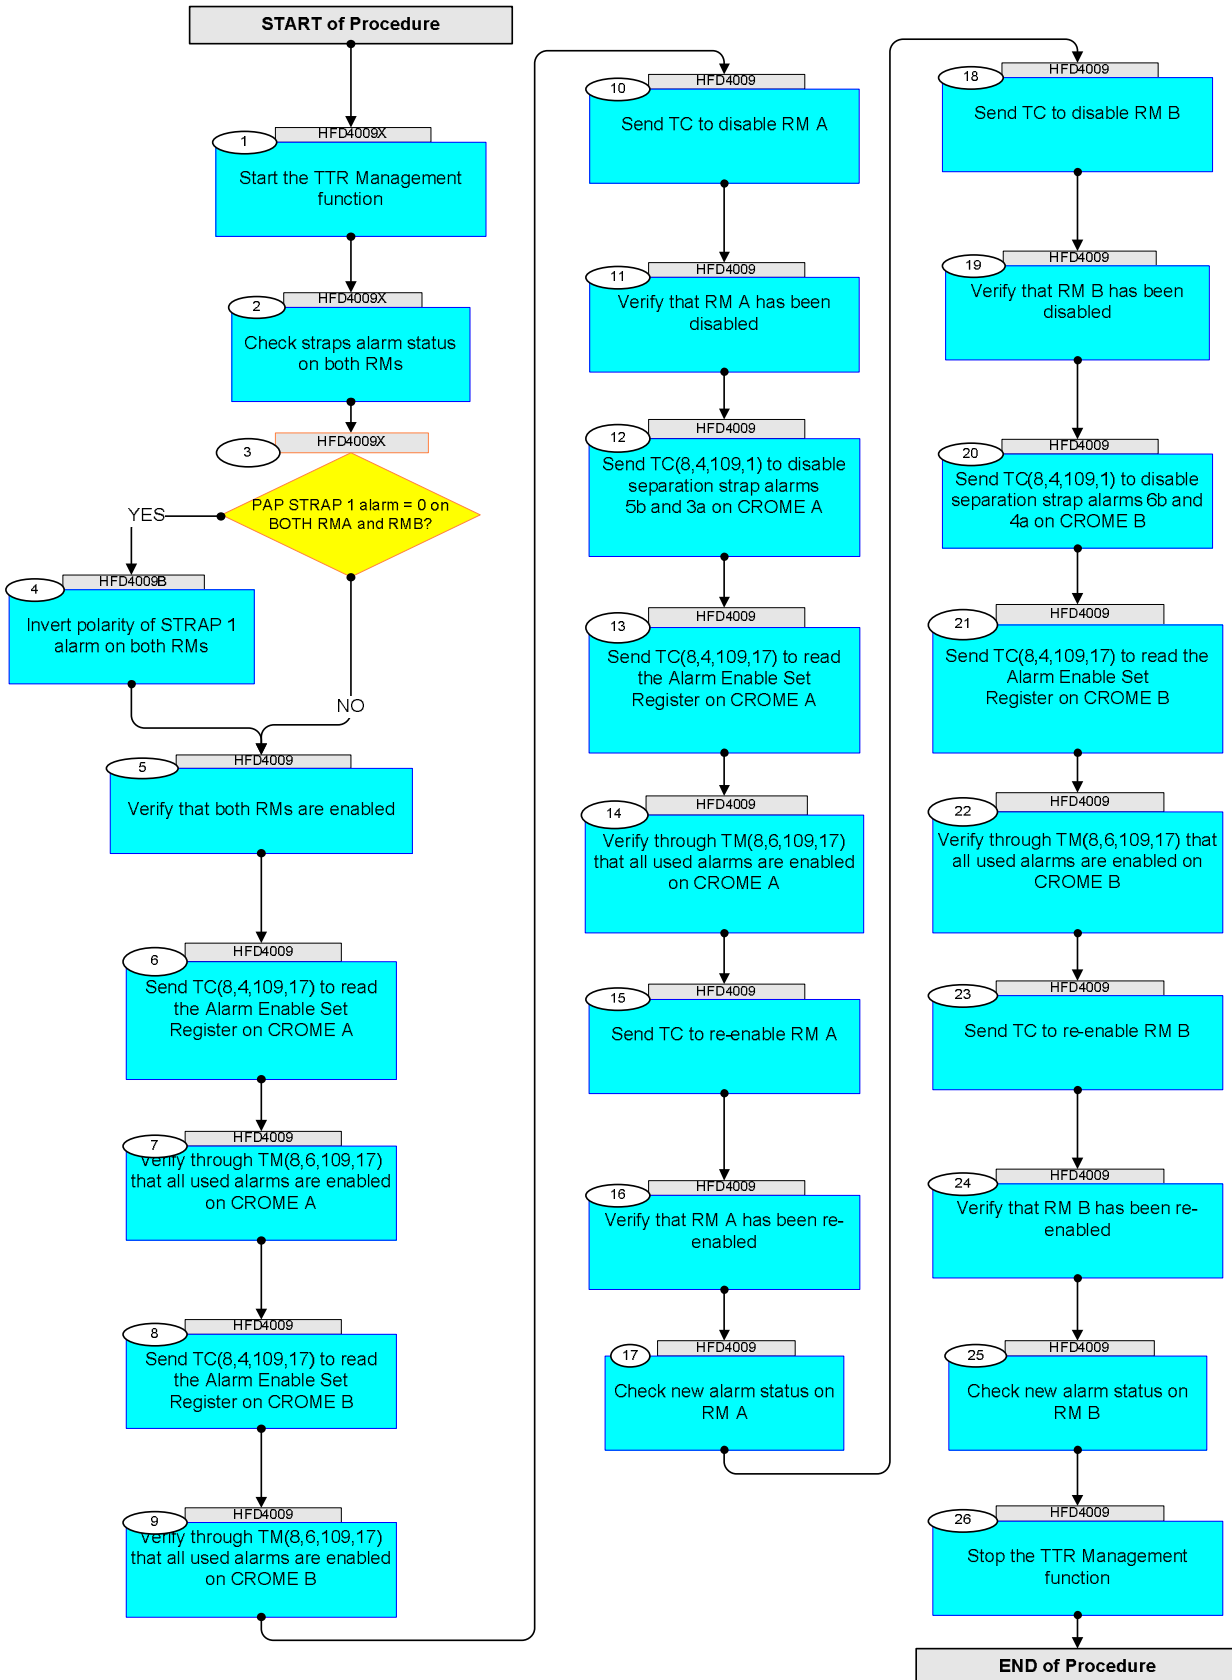 START of Procedure
HFD4009X
1
Start the TTR Management
function
HFD4009X
2
Check straps alarm status
on both RMs
HFD4009X
3
PAP STRAP 1 alarm = 0 on
BOTH RMA and RMB?
YES
NO
HFD4009B
4
Invert polarity of STRAP 1
alarm on both RMs
HFD4009
5
Verify that both RMs are enabled
HFD4009
6
Send TC(8,4,109,17) to read
the Alarm Enable Set
Register on CROME A
HFD4009
7
Verify through TM(8,6,109,17)
that all used alarms are enabled
on CROME A
HFD4009
8
Send TC(8,4,109,17) to read
the Alarm Enable Set
Register on CROME B
HFD4009
9
Verify through TM(8,6,109,17)
that all used alarms are enabled
on CROME B
HFD4009
10
Send TC to disable RM A
HFD4009
11
Verify that RM A has been
disabled
HFD4009
12
Send TC(8,4,109,1) to disable
separation strap alarms
5b and 3a on CROME A
HFD4009
13
Send TC(8,4,109,17) to read
the Alarm Enable Set
Register on CROME A
HFD4009
14
Verify through TM(8,6,109,17)
that all used alarms are enabled
on CROME A
HFD4009
15
Send TC to re-enable RM A
HFD4009
16
Verify that RM A has been re-
enabled
HFD4009
17
Check new alarm status on
RM A
HFD4009
18
Send TC to disable RM B
HFD4009
19
Verify that RM B has been
disabled
HFD4009
20
Send TC(8,4,109,1) to disable
separation strap alarms 6b and
4a on CROME B
HFD4009
21
Send TC(8,4,109,17) to read the
Alarm Enable Set
Register on CROME B
HFD4009
22
Verify through TM(8,6,109,17) that
all used alarms are enabled on
CROME B
HFD4009
23
Send TC to re-enable RM B
HFD4009
24
Verify that RM B has been re-
enabled
HFD4009
25
Check new alarm status on
RM B
HFD4009
26
Stop the TTR Management
function
END of Procedure